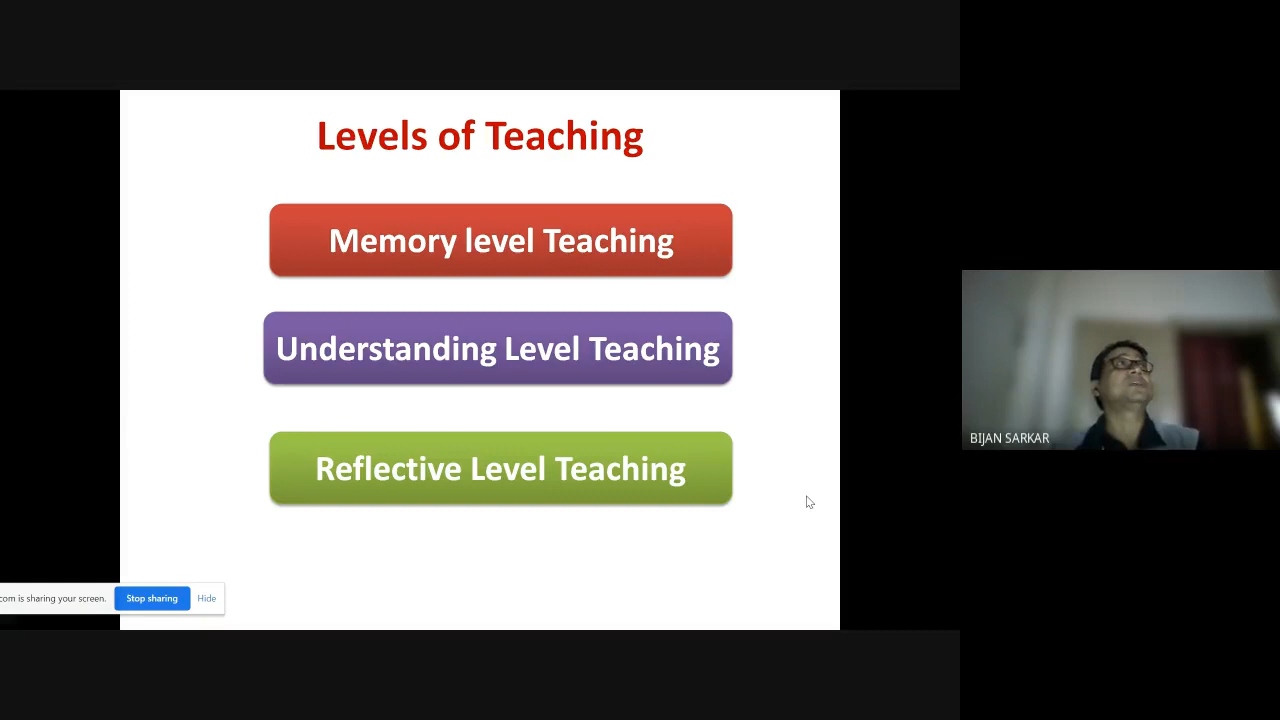 Levels of Teaching
Memory level Teaching
Understanding Level Teaching
Reflective Level Teaching
BIJAN SARKAR
com is sharing your screen. Stop sharing Hide